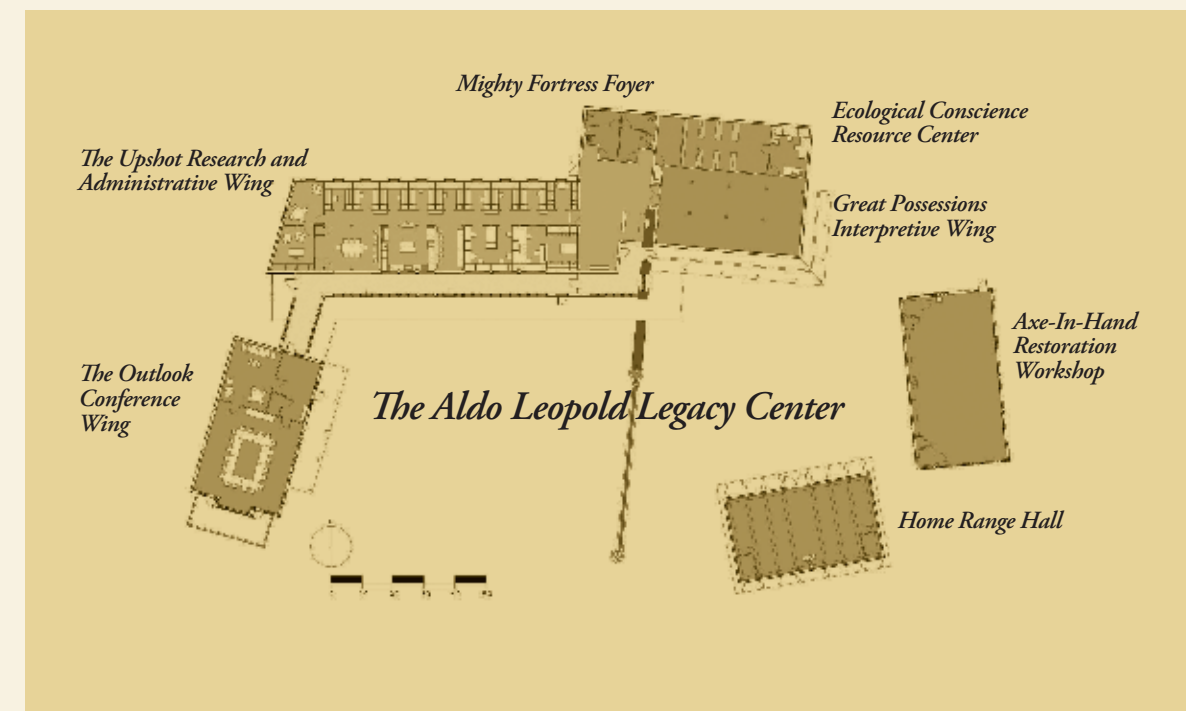 Mighty Fortress Foyer
Ecological Conscience
Resource Center
The Upshot Research and
Administrative Wing
Great Possessions
Interpretive Wing
Axe-In-Hand
Restoration
Workshop
The Outlook
Conference
Wing
The Aldo Leopold Legacy Center
Home Range Hall